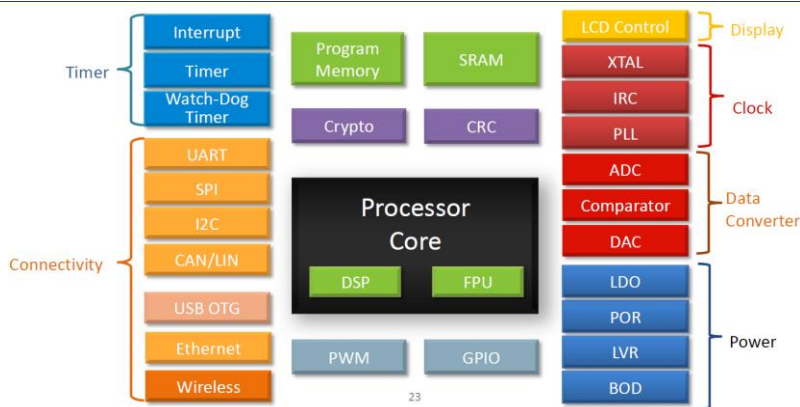 Timer
Interrupt
Timer
Watch-Dog
Timer
Connectivity
UART
SPI
I2C
CAN/LIN
USB OTG
Ethernet
Wireless
Program
Memory
SRAM
Crypto
CRC
Processor
Core
DSP
FPU
PWM
GPIO
23
LCD Control
Display
XTAL
IRC
PLL
Clock
ADC
Comparator
DAC
Data
Converter
LDO
POR
LVR
BOD
Power